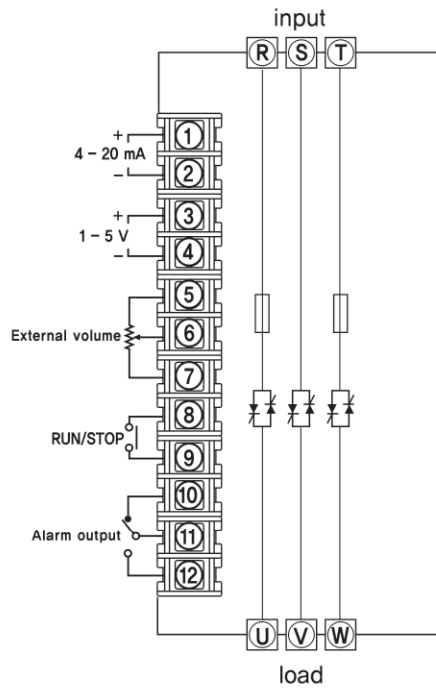 input
R S T
1
+
4 – 20 mA
2
–
3
+
1 – 5 V
4
–
5
External volume
6
7
8
RUN/STOP
9
10
Alarm output
11
12
U V W
load